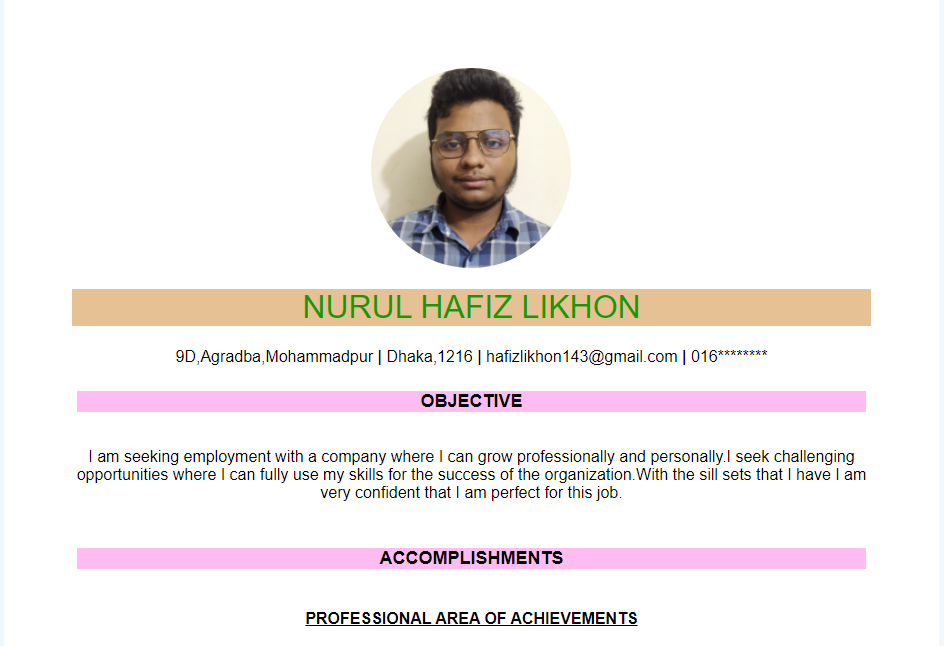 NURUL HAFIZ LIKHON
9D,Agradba,Mohammadpur | Dhaka,1216 | hafizlikhon143@gmail.com | 016********
OBJECTIVE
I am seeking employment with a company where I can grow professionally and personally.I seek challenging
opportunities where I can fully use my skills for the success of the organization.With the sill sets that I have I am
very confident that I am perfect for this job.
ACCOMPLISHMENTS
PROFESSIONAL AREA OF ACHIEVEMENTS